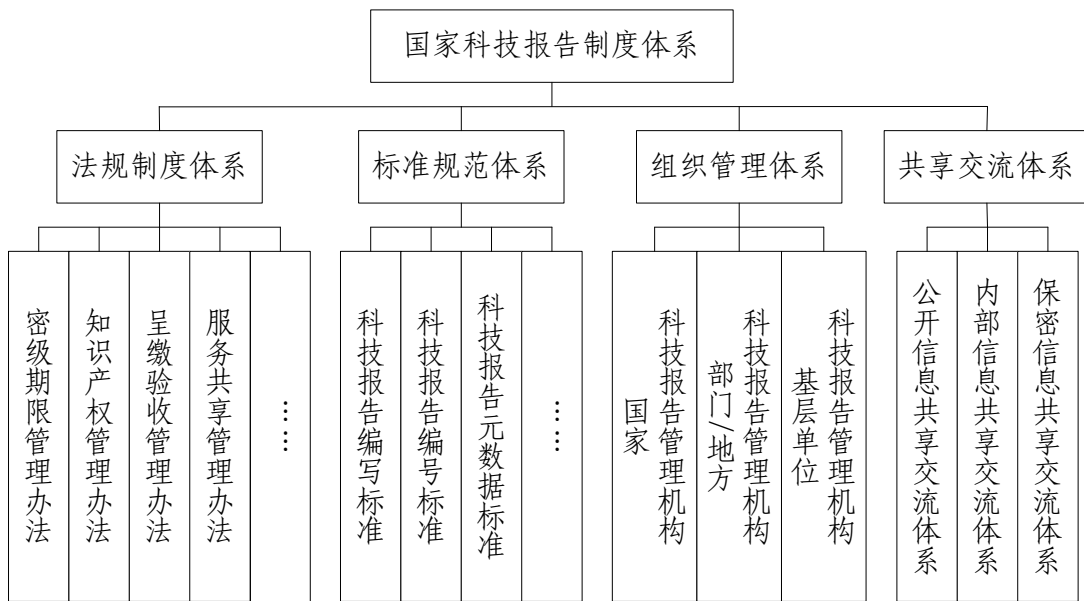 国家科技报告制度体系
法规制度体系
标准规范体系
组织管理体系
共享交流体系
密级期限管理办法
知识产权管理办法
呈缴验收管理办法
服务共享管理办法
……
科技报告编写标准
科技报告编号标准
科技报告元数据标准
……
国家
科技报告管理机构
部门/地方
科技报告管理机构
基层单位
科技报告管理机构
公开信息共享交流体系
内部信息共享交流体系
保密信息共享交流体系